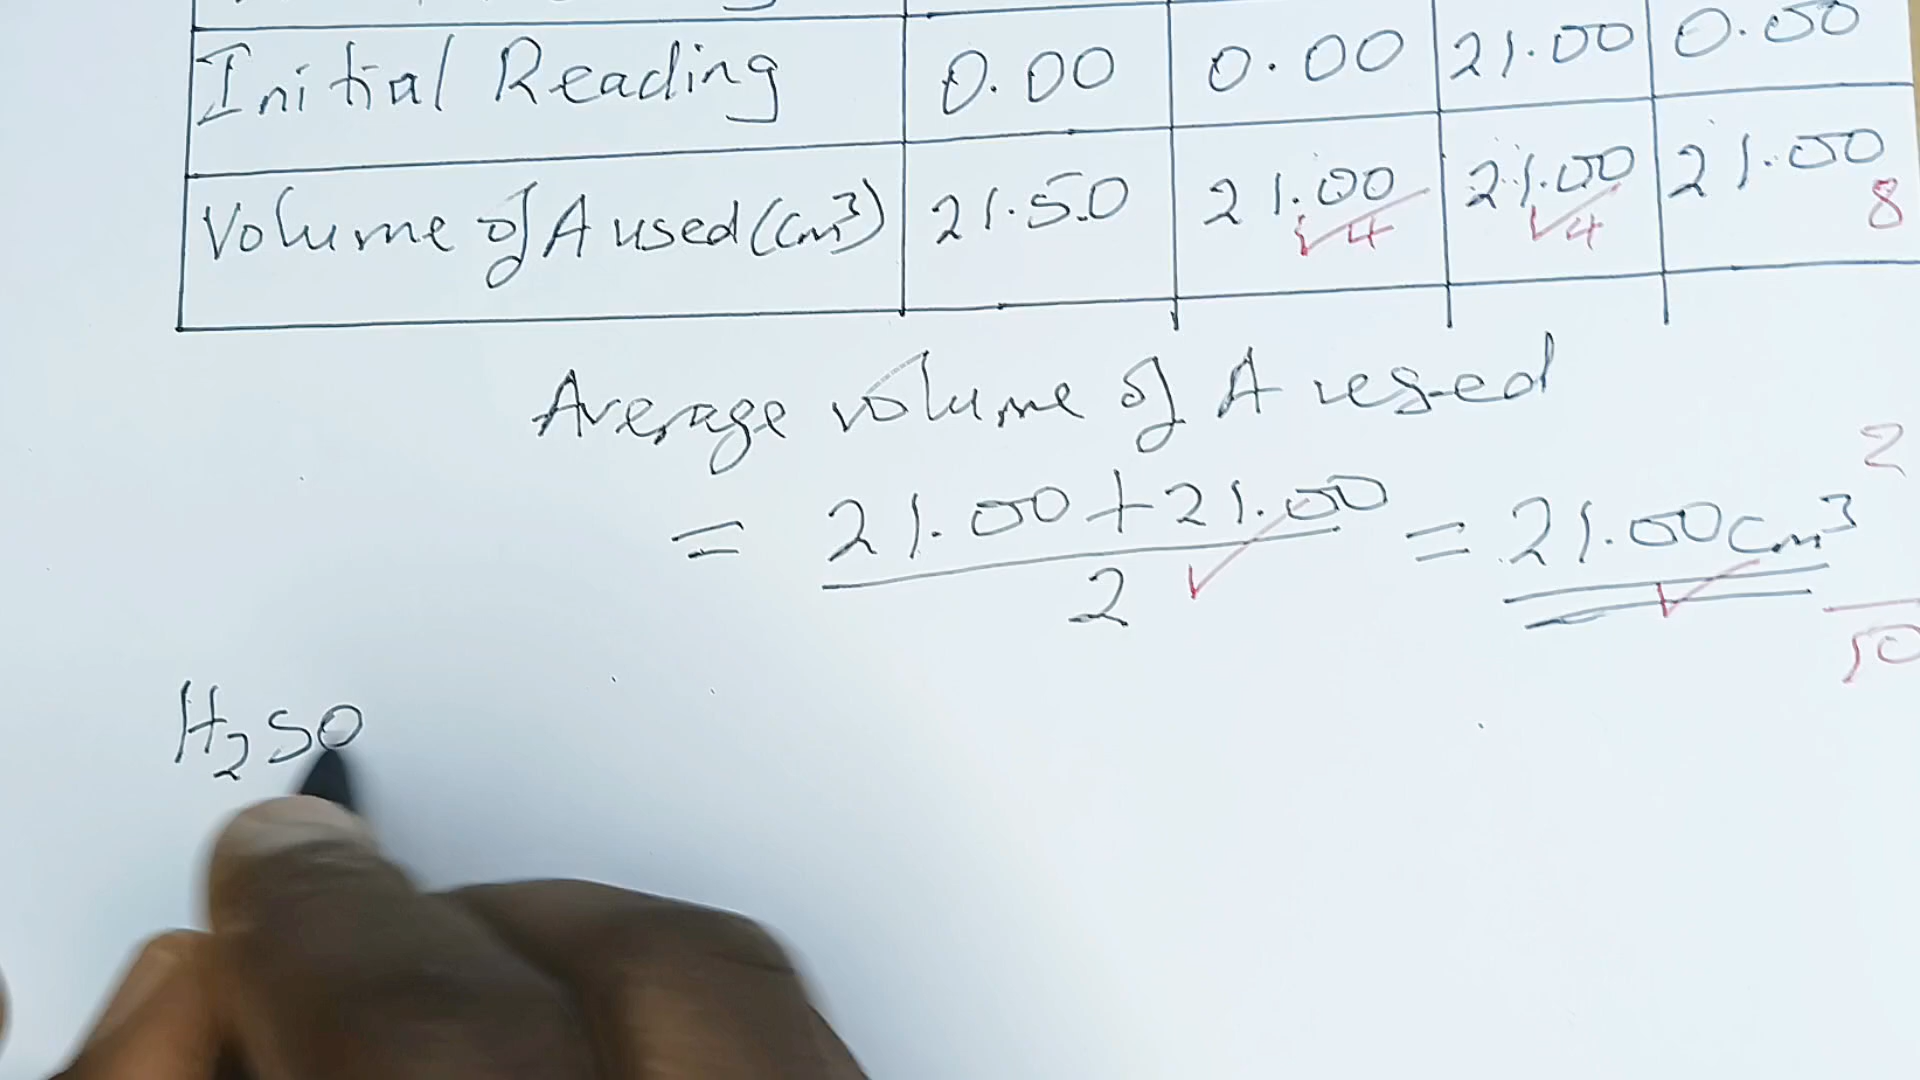 Initial Reading 0.00 0.00 21.00 0.00
Volume of A used (cm³) 21.50 21.00 21.00 21.00
4 4 8
Average volume of A used
= 21.00 + 21.00 / 2 = 21.00 cm³
2
10
H₂SO